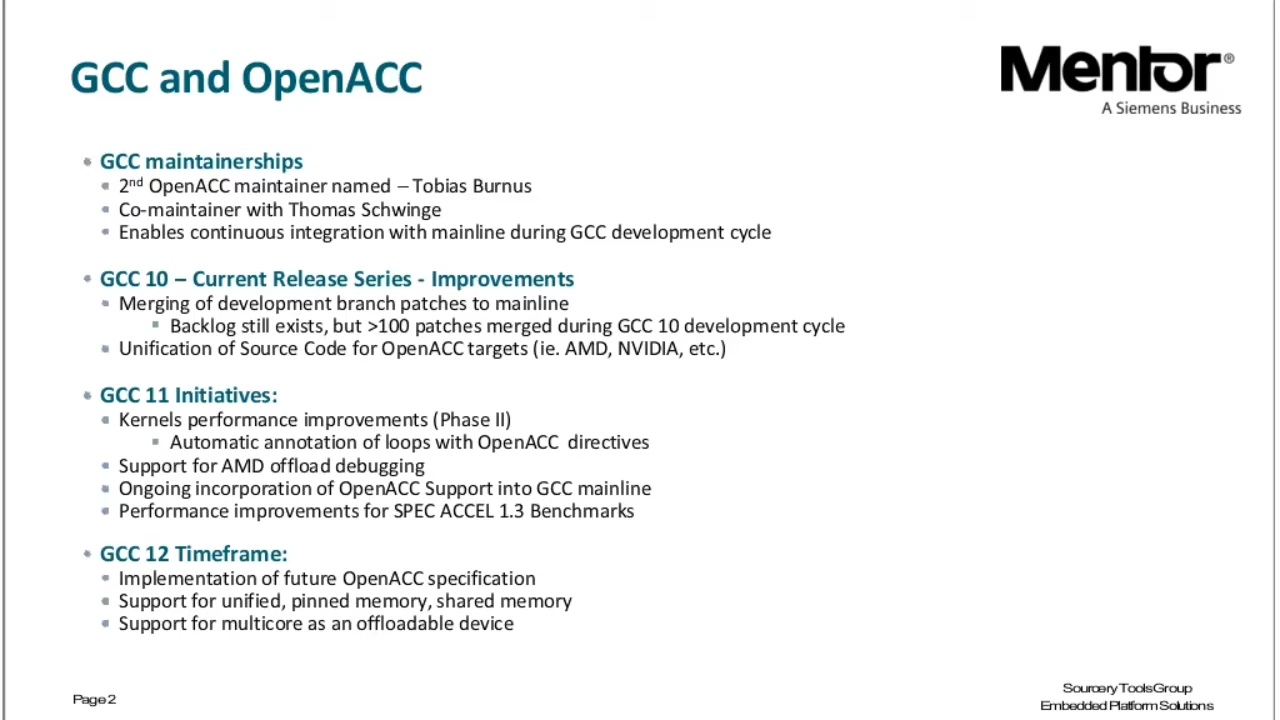 GCC and OpenACC
Mentor®
A Siemens Business
GCC maintainerships
2nd OpenACC maintainer named – Tobias Burnus
Co-maintainer with Thomas Schwinge
Enables continuous integration with mainline during GCC development cycle
GCC 10 – Current Release Series - Improvements
Merging of development branch patches to mainline
Backlog still exists, but >100 patches merged during GCC 10 development cycle
Unification of Source Code for OpenACC targets (ie. AMD, NVIDIA, etc.)
GCC 11 Initiatives:
Kernels performance improvements (Phase II)
Automatic annotation of loops with OpenACC directives
Support for AMD offload debugging
Ongoing incorporation of OpenACC Support into GCC mainline
Performance improvements for SPEC ACCEL 1.3 Benchmarks
GCC 12 Timeframe:
Implementation of future OpenACC specification
Support for unified, pinned memory, shared memory
Support for multicore as an offloadable device
Page 2
Sourcery Tools Group
Embedded Platform Solutions